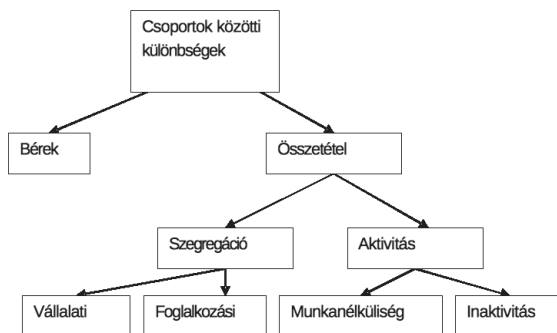 Csoportok közötti
különbségek
Bérek
Összetétel
Szegregáció
Aktivitás
Vállalati
Foglalkozási
Munkanélküliség
Inaktivitás